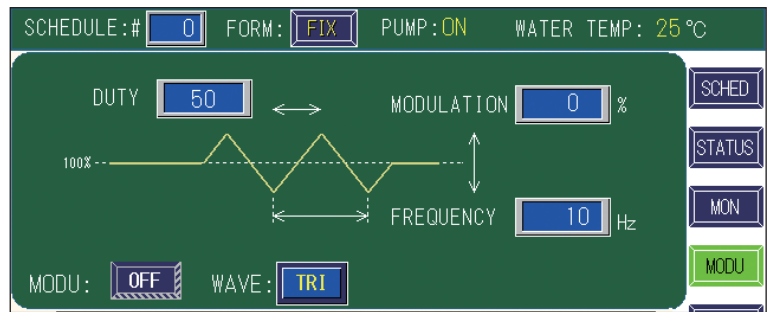 SCHEDULE:# 0 FORM: FIX PUMP:ON WATER TEMP: 25 °C
DUTY 50
MODULATION 0 %
SCHED
100%
STATUS
FREQUENCY 10 Hz
MON
MODU: OFF WAVE: TRI
MODU